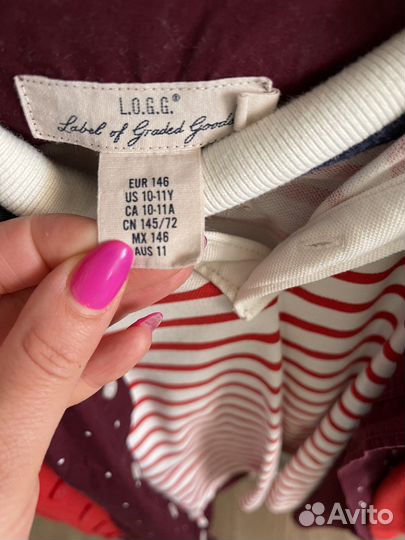 L.O.G.G.®
Label of Graded Goods
EUR 146
US 10-11Y
CA 10-11A
CN 145/72
MX 146
AUS 11
Avito